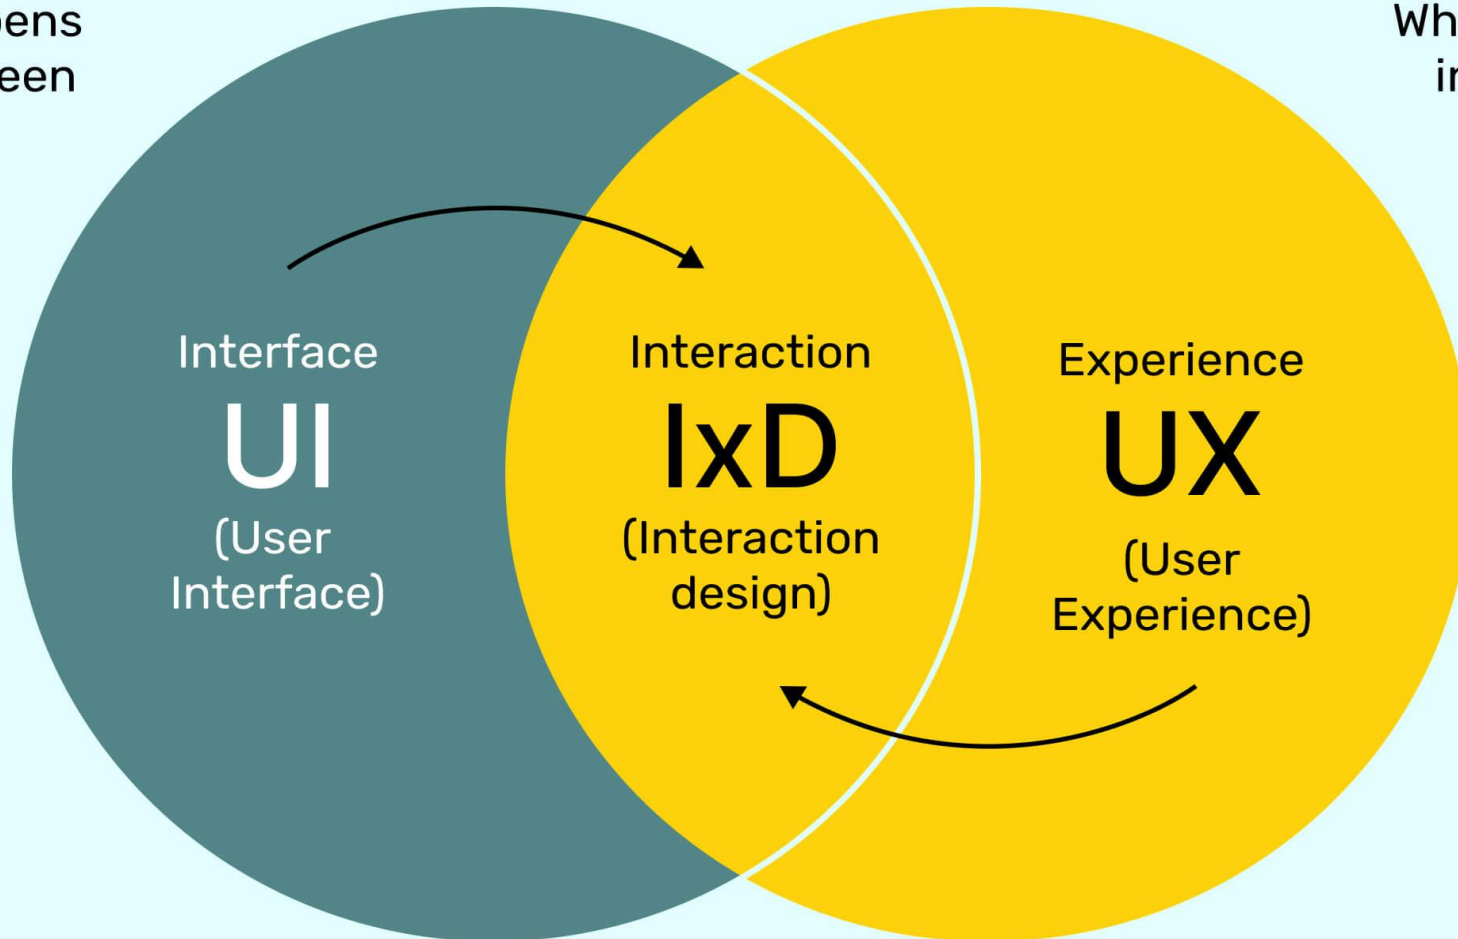 Interface
UI
(User
Interface)
Interaction
IxD
(Interaction
design)
Experience
UX
(User
Experience)